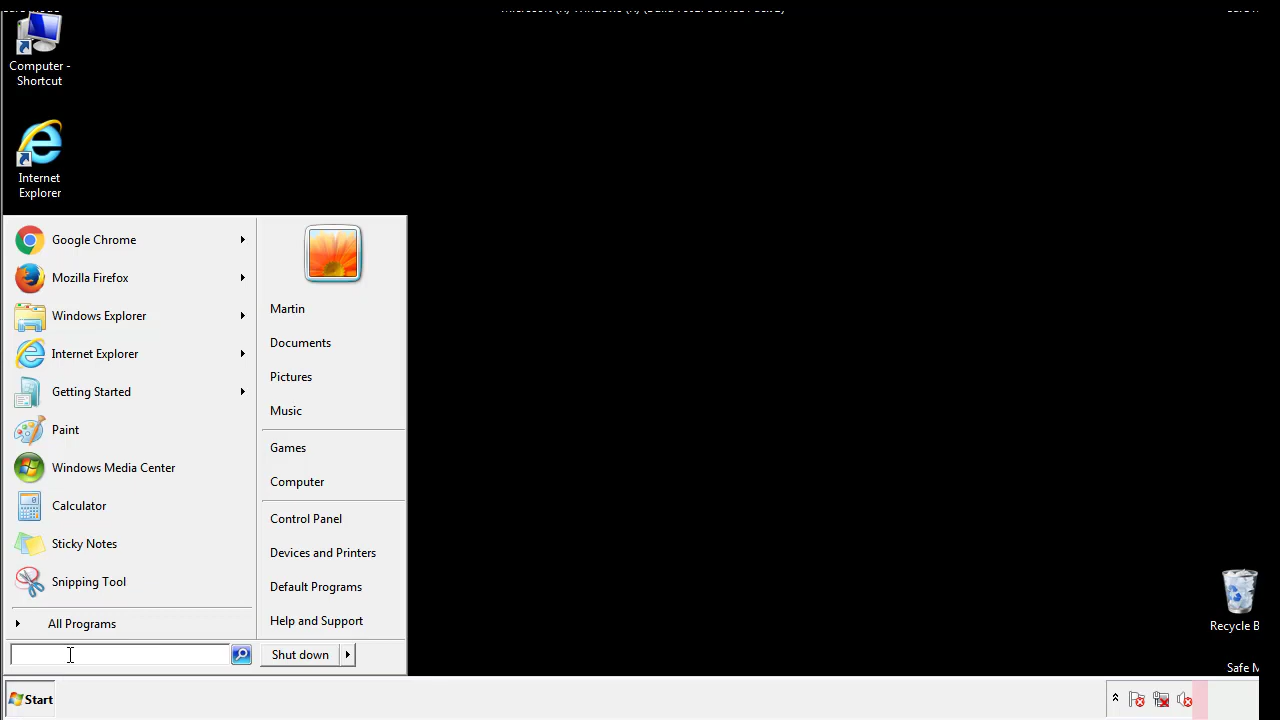 Computer -
Shortcut
Internet
Explorer
Google Chrome
Mozilla Firefox
Windows Explorer
Internet Explorer
Getting Started
Paint
Windows Media Center
Calculator
Sticky Notes
Snipping Tool
All Programs
Martin
Documents
Pictures
Music
Games
Computer
Control Panel
Devices and Printers
Default Programs
Help and Support
Shut down
Recycle B
Safe M
Start